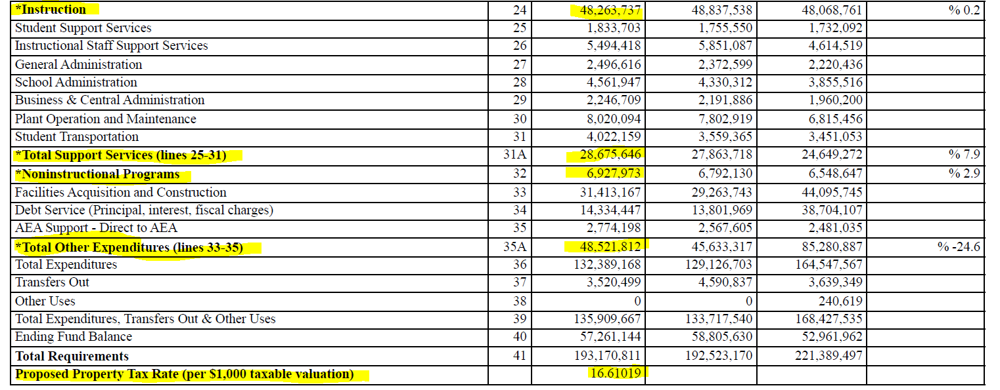 *Instruction 24 48,263,737 48,837,538 48,068,761 % 0.2
Student Support Services 25 1,833,703 1,755,550 1,732,092
Instructional Staff Support Services 26 5,494,418 5,851,087 4,614,519
General Administration 27 2,496,616 2,372,599 2,220,436
School Administration 28 4,561,947 4,330,312 3,855,516
Business & Central Administration 29 2,246,709 2,191,886 1,960,200
Plant Operation and Maintenance 30 8,020,094 7,802,919 6,815,456
Student Transportation 31 4,022,159 3,559,365 3,451,053
*Total Support Services (lines 25-31) 31A 28,675,646 27,863,718 24,649,272 % 7.9
*Noninstructional Programs 32 6,927,973 6,792,130 6,548,647 % 2.9
Facilities Acquisition and Construction 33 31,413,167 29,263,743 44,095,745
Debt Service (Principal, interest, fiscal charges) 34 14,334,447 13,801,969 38,704,107
AEA Support - Direct to AEA 35 2,774,198 2,567,605 2,481,035
*Total Other Expenditures (lines 33-35) 35A 48,521,812 45,633,317 85,280,887 % -24.6
Total Expenditures 36 132,389,168 129,126,703 164,547,567
Transfers Out 37 3,520,499 4,590,837 3,639,349
Other Uses 38 0 0 240,619
Total Expenditures, Transfers Out & Other Uses 39 135,909,667 133,717,540 168,427,535
Ending Fund Balance 40 57,261,144 58,805,630 52,961,962
Total Requirements 41 193,170,811 192,523,170 221,389,497
Proposed Property Tax Rate (per $1,000 taxable valuation) 16.61019